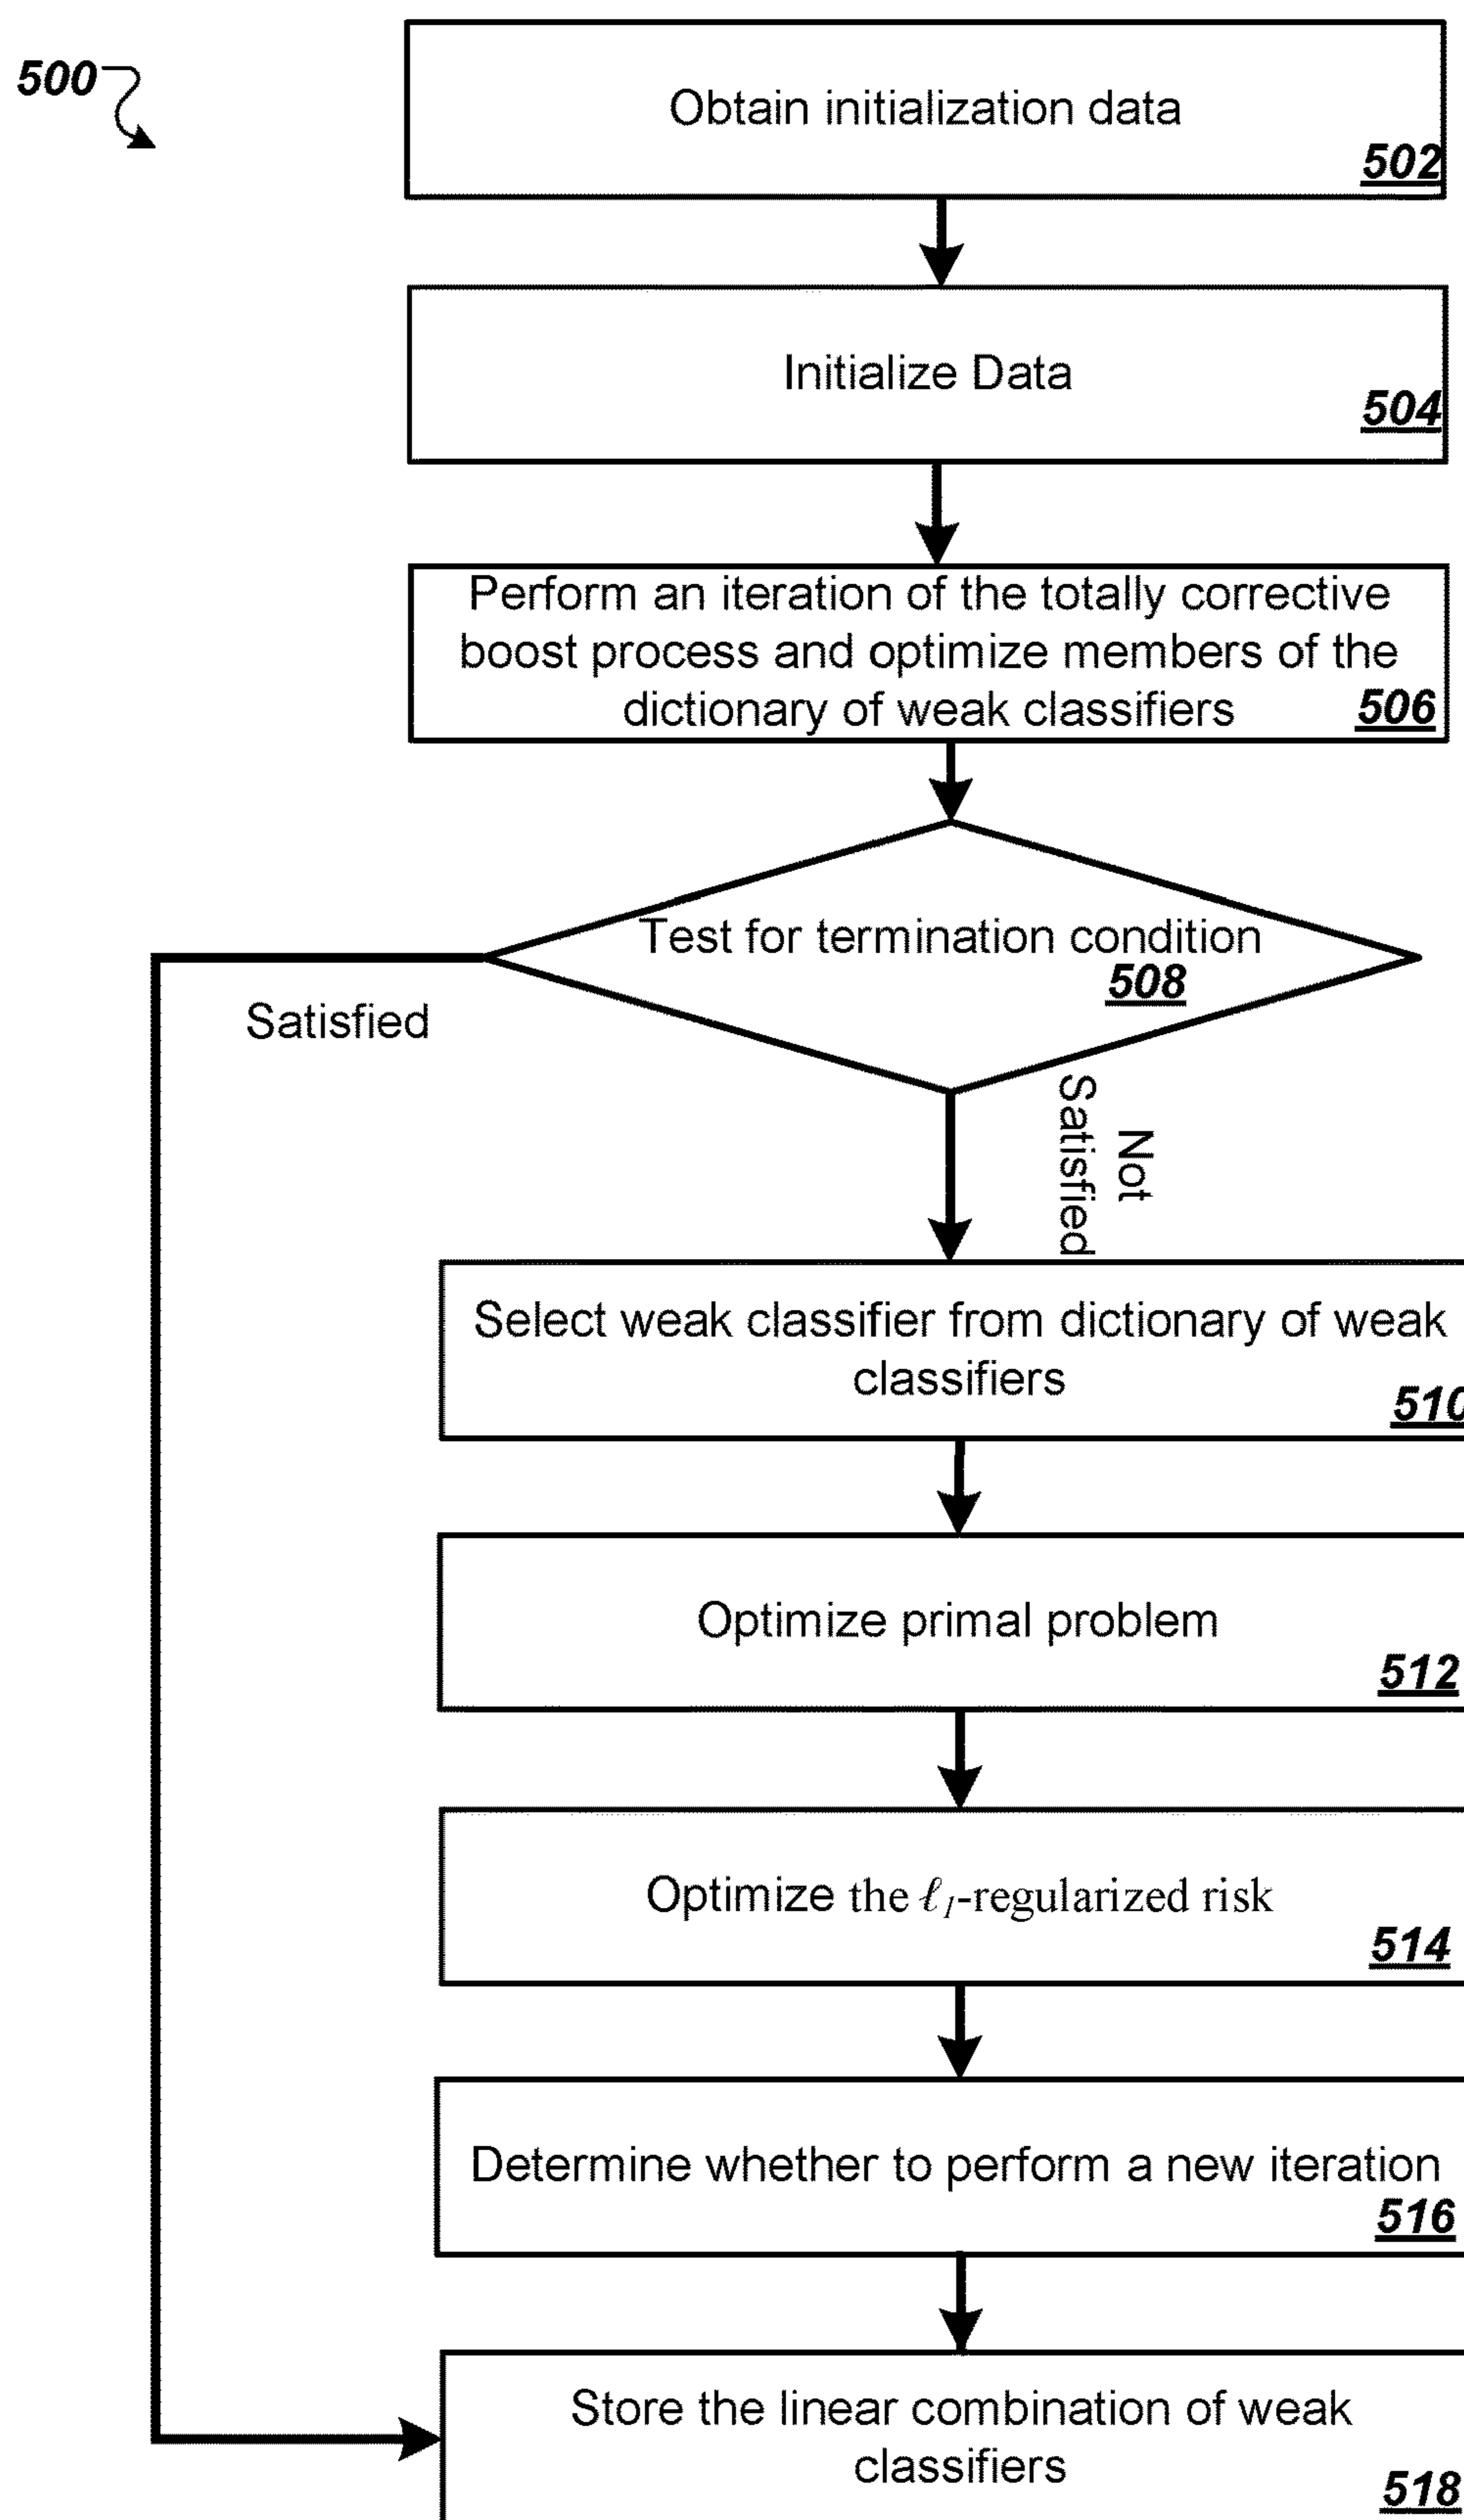 500
Obtain initialization data
502
Initialize Data
504
Perform an iteration of the totally corrective
boost process and optimize members of the
dictionary of weak classifiers
506
Test for termination condition
508
Satisfied
Not
Satisfied
Select weak classifier from dictionary of weak
classifiers
510
Optimize primal problem
512
Optimize the ℓ1-regularized risk
514
Determine whether to perform a new iteration
516
Store the linear combination of weak
classifiers
518